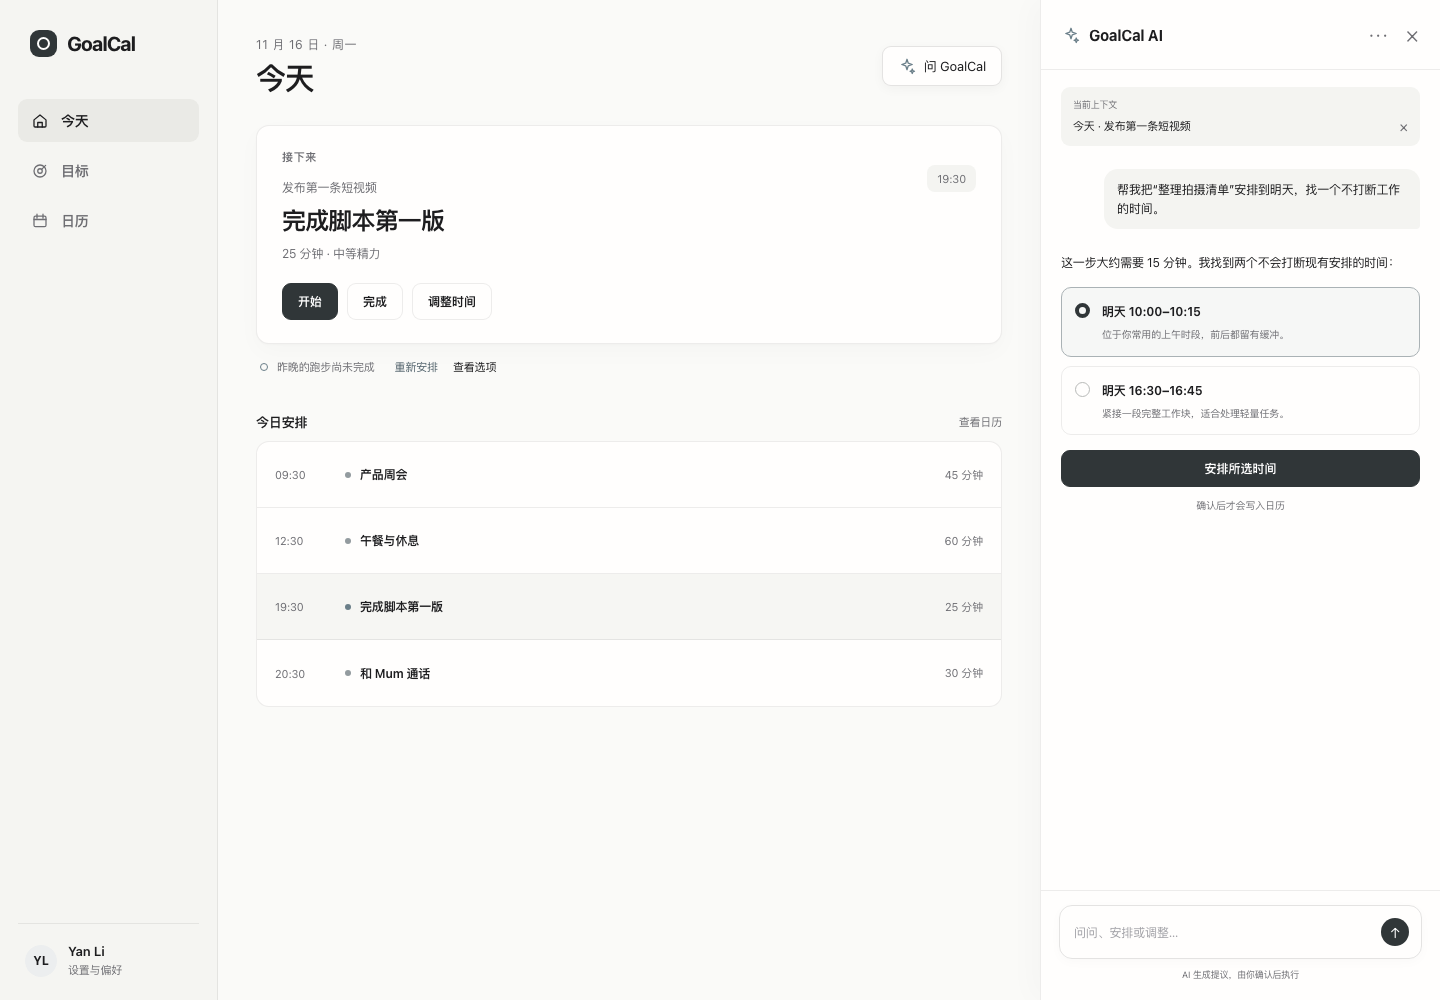 GoalCal
今天
目标
日历
YL
Yan Li
设置与偏好
11 月 16 日 · 周一
今天
问 GoalCal
接下来
发布第一条短视频
19:30
完成脚本第一版
25 分钟 · 中等精力
开始
完成
调整时间
昨晚的跑步尚未完成
重新安排
查看选项
今日安排
查看日历
09:30
产品周会
45 分钟
12:30
午餐与休息
60 分钟
19:30
完成脚本第一版
25 分钟
20:30
和 Mum 通话
30 分钟
GoalCal AI
当前上下文
今天 · 发布第一条短视频
帮我把“整理拍摄清单”安排到明天，找一个不打断工作
的时间。
这一步大约需要 15 分钟。我找到两个不会打断现有安排的时间：
明天 10:00–10:15
位于你常用的上午时段，前后都留有缓冲。
明天 16:30–16:45
紧接一段完整工作块，适合处理轻量任务。
安排所选时间
确认后才会写入日历
问问、安排或调整...
AI 生成提议，由你确认后执行